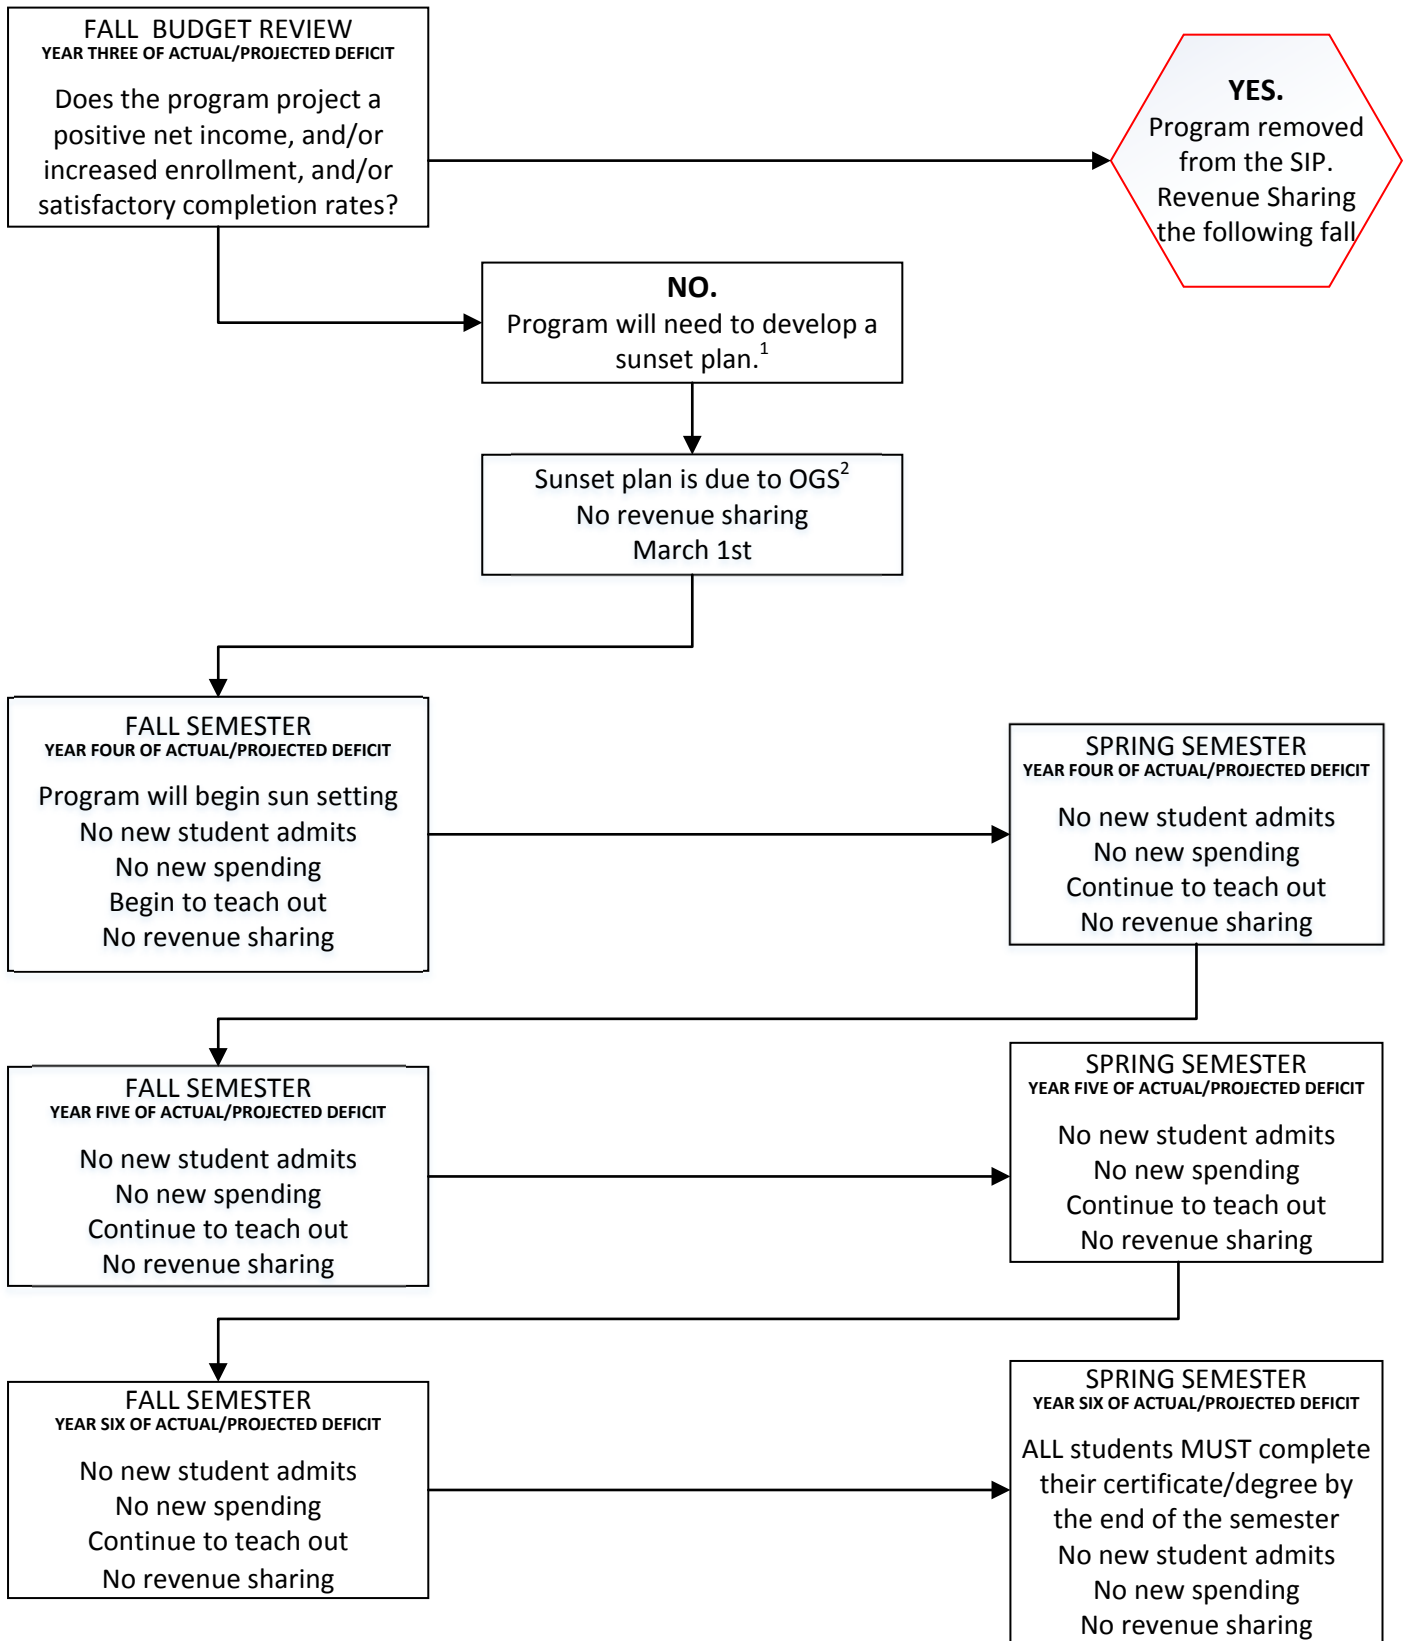 FALL BUDGET REVIEW
YEAR THREE OF ACTUAL/PROJECTED DEFICIT
Does the program project a
positive net income, and/or
increased enrollment, and/or
satisfactory completion rates?
YES.
Program removed
from the SIP.
Revenue Sharing
the following fall
NO.
Program will need to develop a
sunset plan.1
Sunset plan is due to OGS2
No revenue sharing
March 1st
FALL SEMESTER
YEAR FOUR OF ACTUAL/PROJECTED DEFICIT
Program will begin sun setting
No new student admits
No new spending
Begin to teach out
No revenue sharing
SPRING SEMESTER
YEAR FOUR OF ACTUAL/PROJECTED DEFICIT
No new student admits
No new spending
Continue to teach out
No revenue sharing
FALL SEMESTER
YEAR FIVE OF ACTUAL/PROJECTED DEFICIT
No new student admits
No new spending
Continue to teach out
No revenue sharing
SPRING SEMESTER
YEAR FIVE OF ACTUAL/PROJECTED DEFICIT
No new student admits
No new spending
Continue to teach out
No revenue sharing
FALL SEMESTER
YEAR SIX OF ACTUAL/PROJECTED DEFICIT
No new student admits
No new spending
Continue to teach out
No revenue sharing
SPRING SEMESTER
YEAR SIX OF ACTUAL/PROJECTED DEFICIT
ALL students MUST complete
their certificate/degree by
the end of the semester
No new student admits
No new spending
No revenue sharing